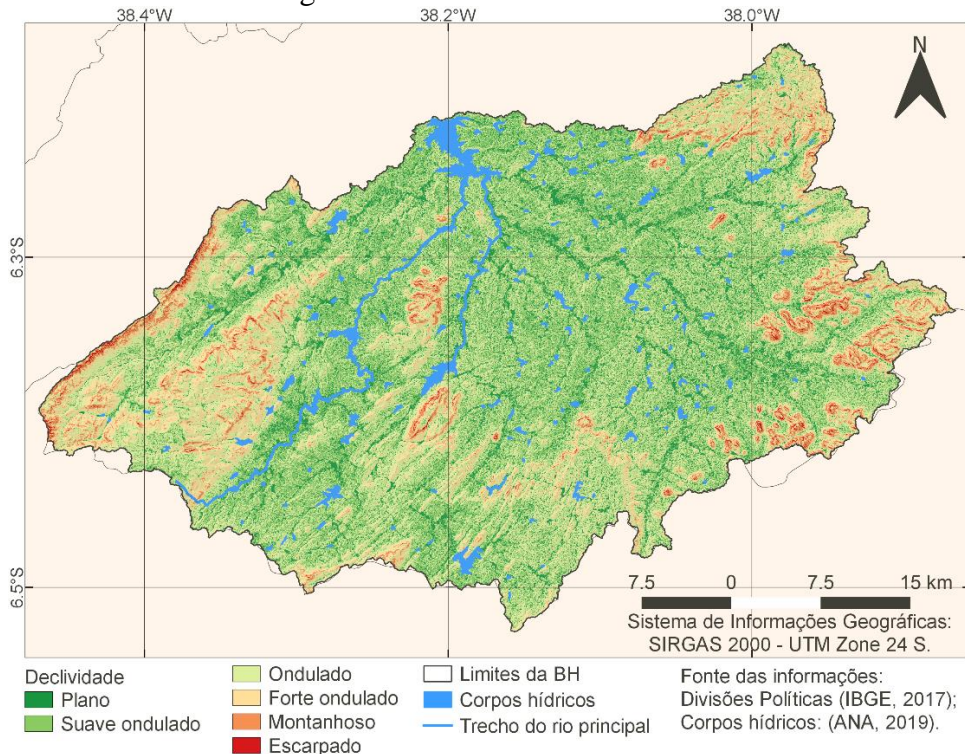 38.4°W 38.2°W 38.0°W
N
6.3°S
6.5°S
7.5 0 7.5 15 km
Sistema de Informações Geográficas:
SIRGAS 2000 - UTM Zone 24 S.
Declividade
Plano
Suave ondulado
Ondulado
Forte ondulado
Montanhoso
Escarpado
Limites da BH
Corpos hídricos
Trecho do rio principal
Fonte das informações:
Divisões Políticas (IBGE, 2017);
Corpos hídricos: (ANA, 2019).